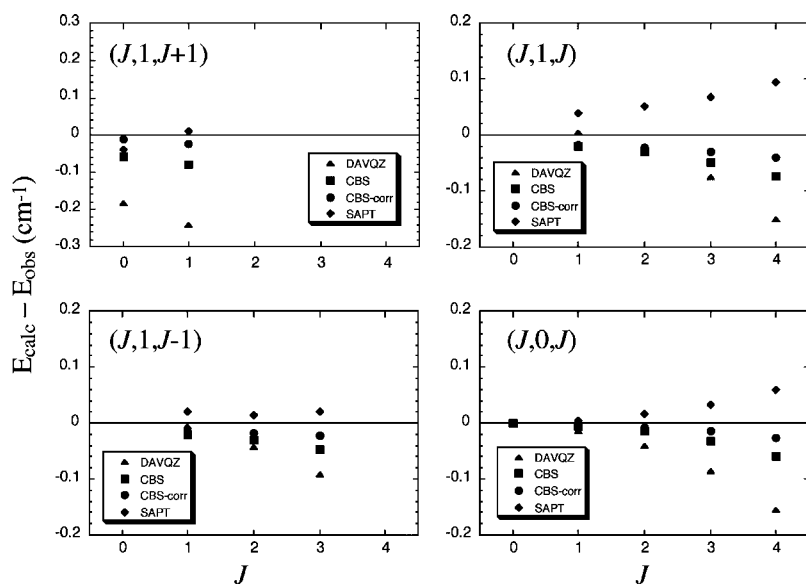 (J,1,J+1)
0.3
0.2
0.1
0
-0.1
-0.2
-0.3
0 1 2 3 4
DAVQZ
CBS
CBS-corr
SAPT
(J,1,J)
0.2
0.1
0
-0.1
-0.2
0 1 2 3 4
DAVQZ
CBS
CBS-corr
SAPT
E_calc – E_obs (cm⁻¹)
(J,1,J-1)
0.2
0.1
0
-0.1
-0.2
0 1 2 3 4
J
DAVQZ
CBS
CBS-corr
SAPT
(J,0,J)
0.2
0.1
0
-0.1
-0.2
0 1 2 3 4
J
DAVQZ
CBS
CBS-corr
SAPT